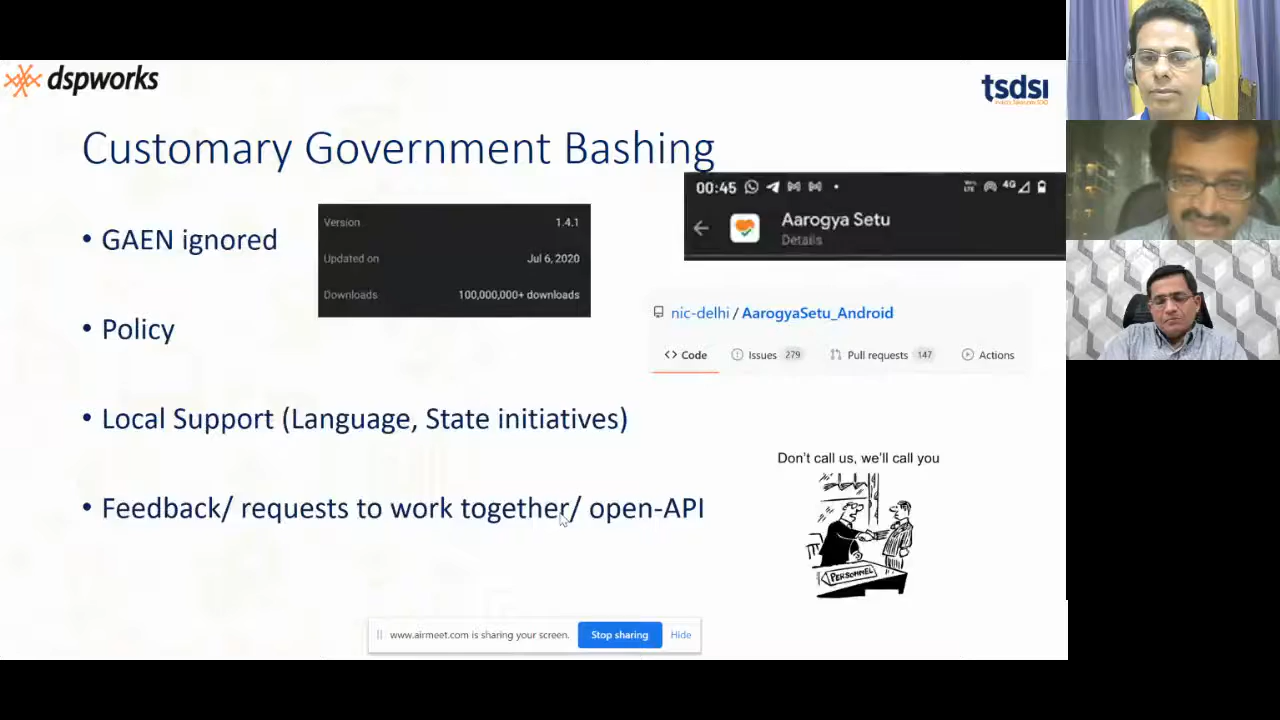 dspworks
tsdsi
Customary Government Bashing
00:45
4G
Aarogya Setu
Details
• GAEN ignored
Version 1.4.1
Updated on Jul 6, 2020
Downloads 100,000,000+ downloads
nic-delhi / AarogyaSetu_Android
Code Issues 279 Pull requests 147 Actions
• Policy
• Local Support (Language, State initiatives)
• Feedback/ requests to work together/ open-API
Don't call us, we'll call you
PERSONNEL
www.airmeet.com is sharing your screen. Stop sharing Hide